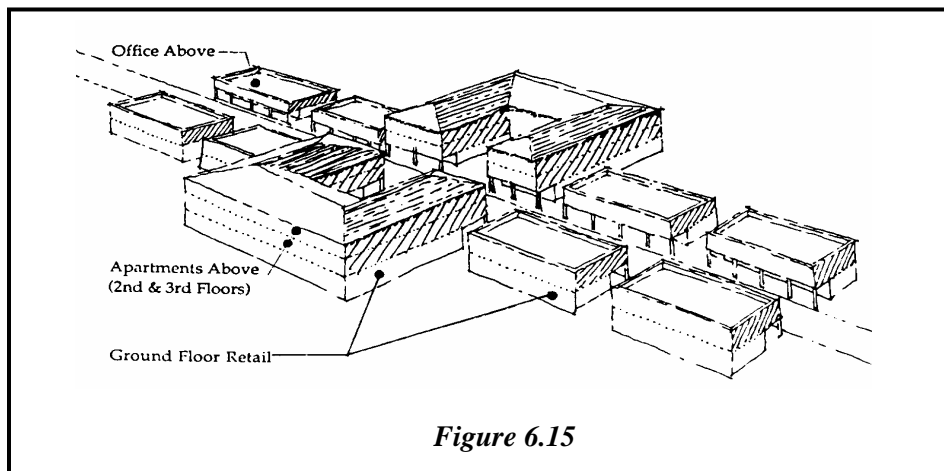 Office Above
Apartments Above
(2nd & 3rd Floors)
Ground Floor Retail
Figure 6.15